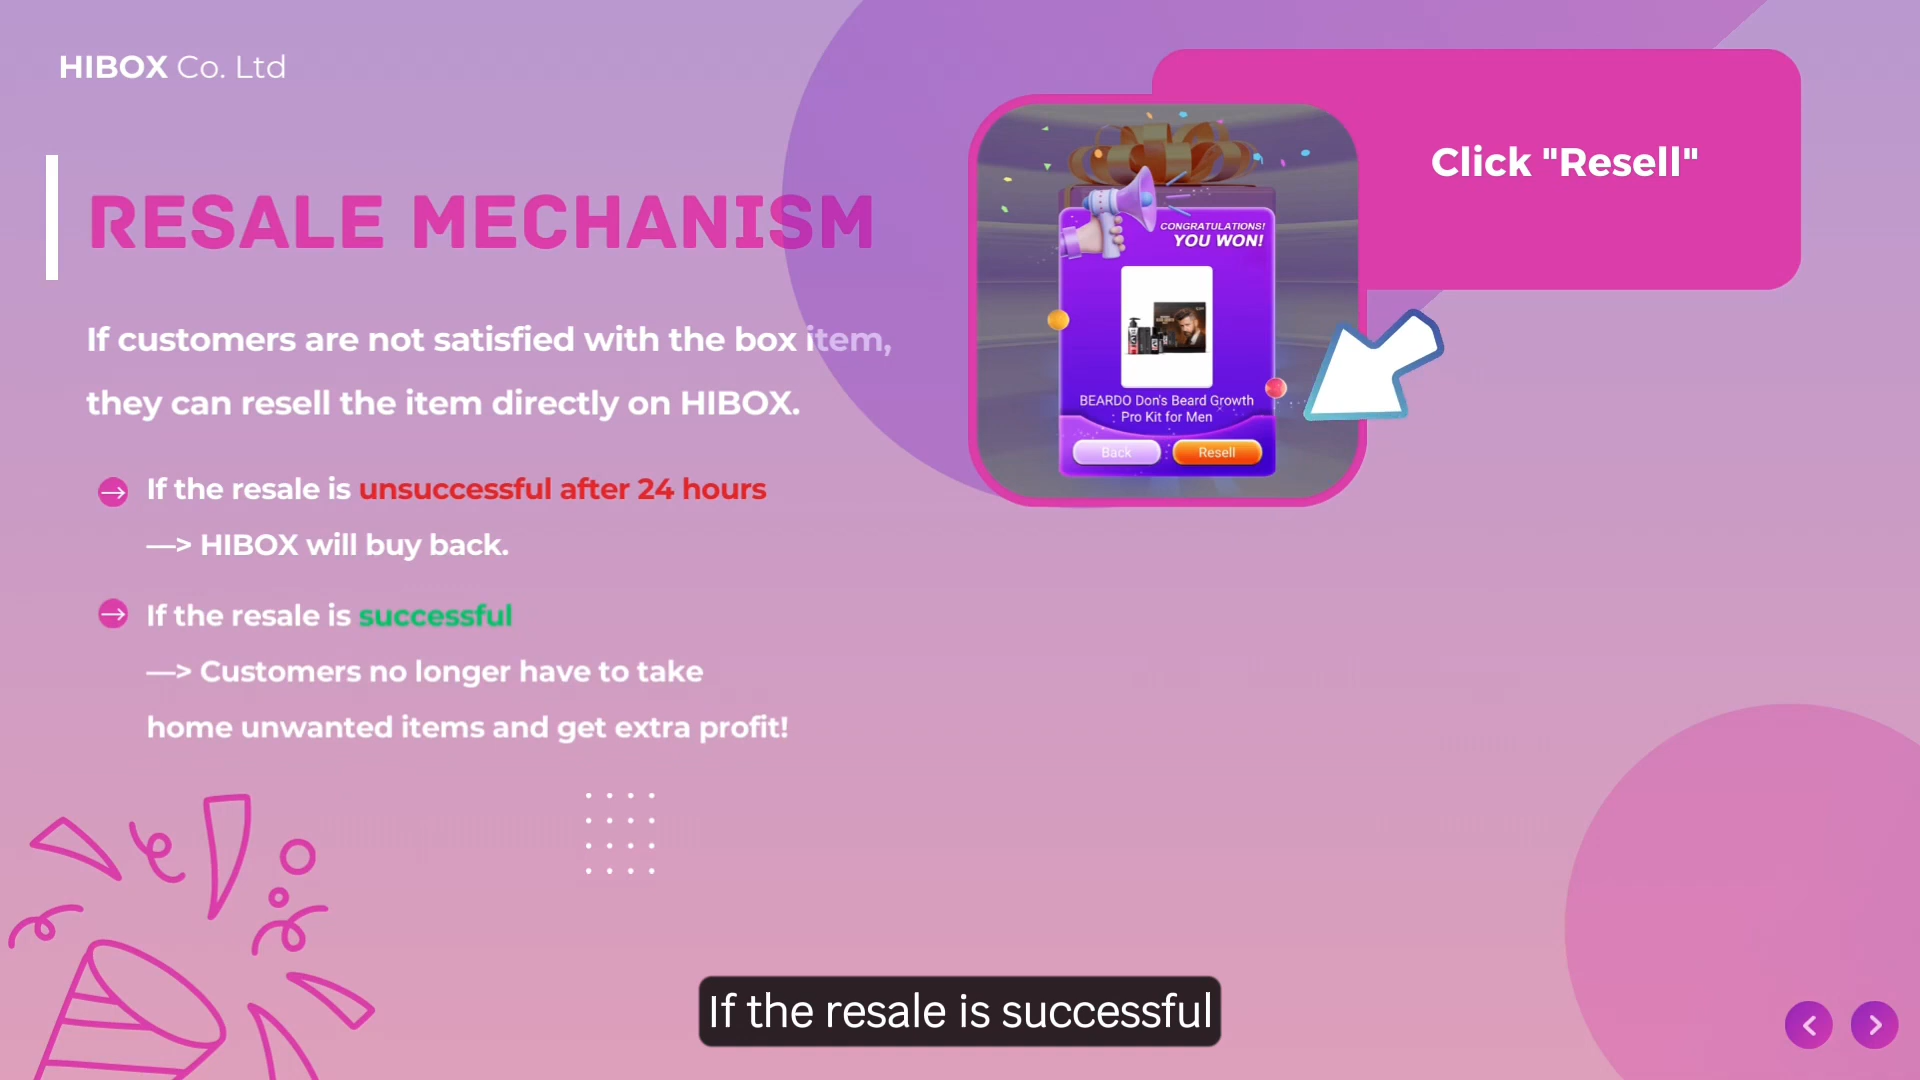 HIBOX Co. Ltd
RESALE MECHANISM
If customers are not satisfied with the box item,
they can resell the item directly on HIBOX.
If the resale is unsuccessful after 24 hours
—> HIBOX will buy back.
If the resale is successful
—> Customers no longer have to take
home unwanted items and get extra profit!
Click "Resell"
CONGRATULATIONS!
YOU WON!
BEARDO Don's Beard Growth
Pro Kit for Men
Back
Resell
If the resale is successful